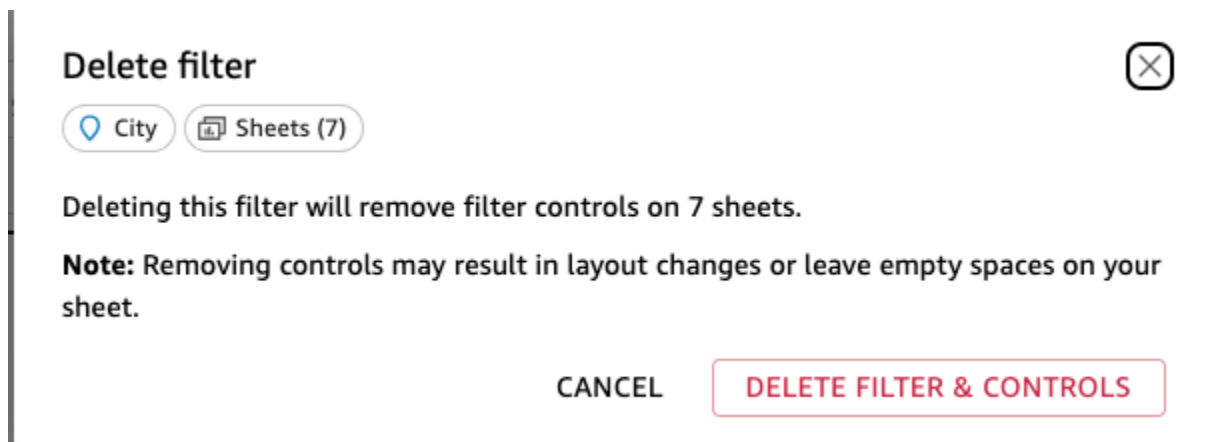 Delete filter
City
Sheets (7)
Deleting this filter will remove filter controls on 7 sheets.
Note: Removing controls may result in layout changes or leave empty spaces on your
sheet.
CANCEL
DELETE FILTER & CONTROLS